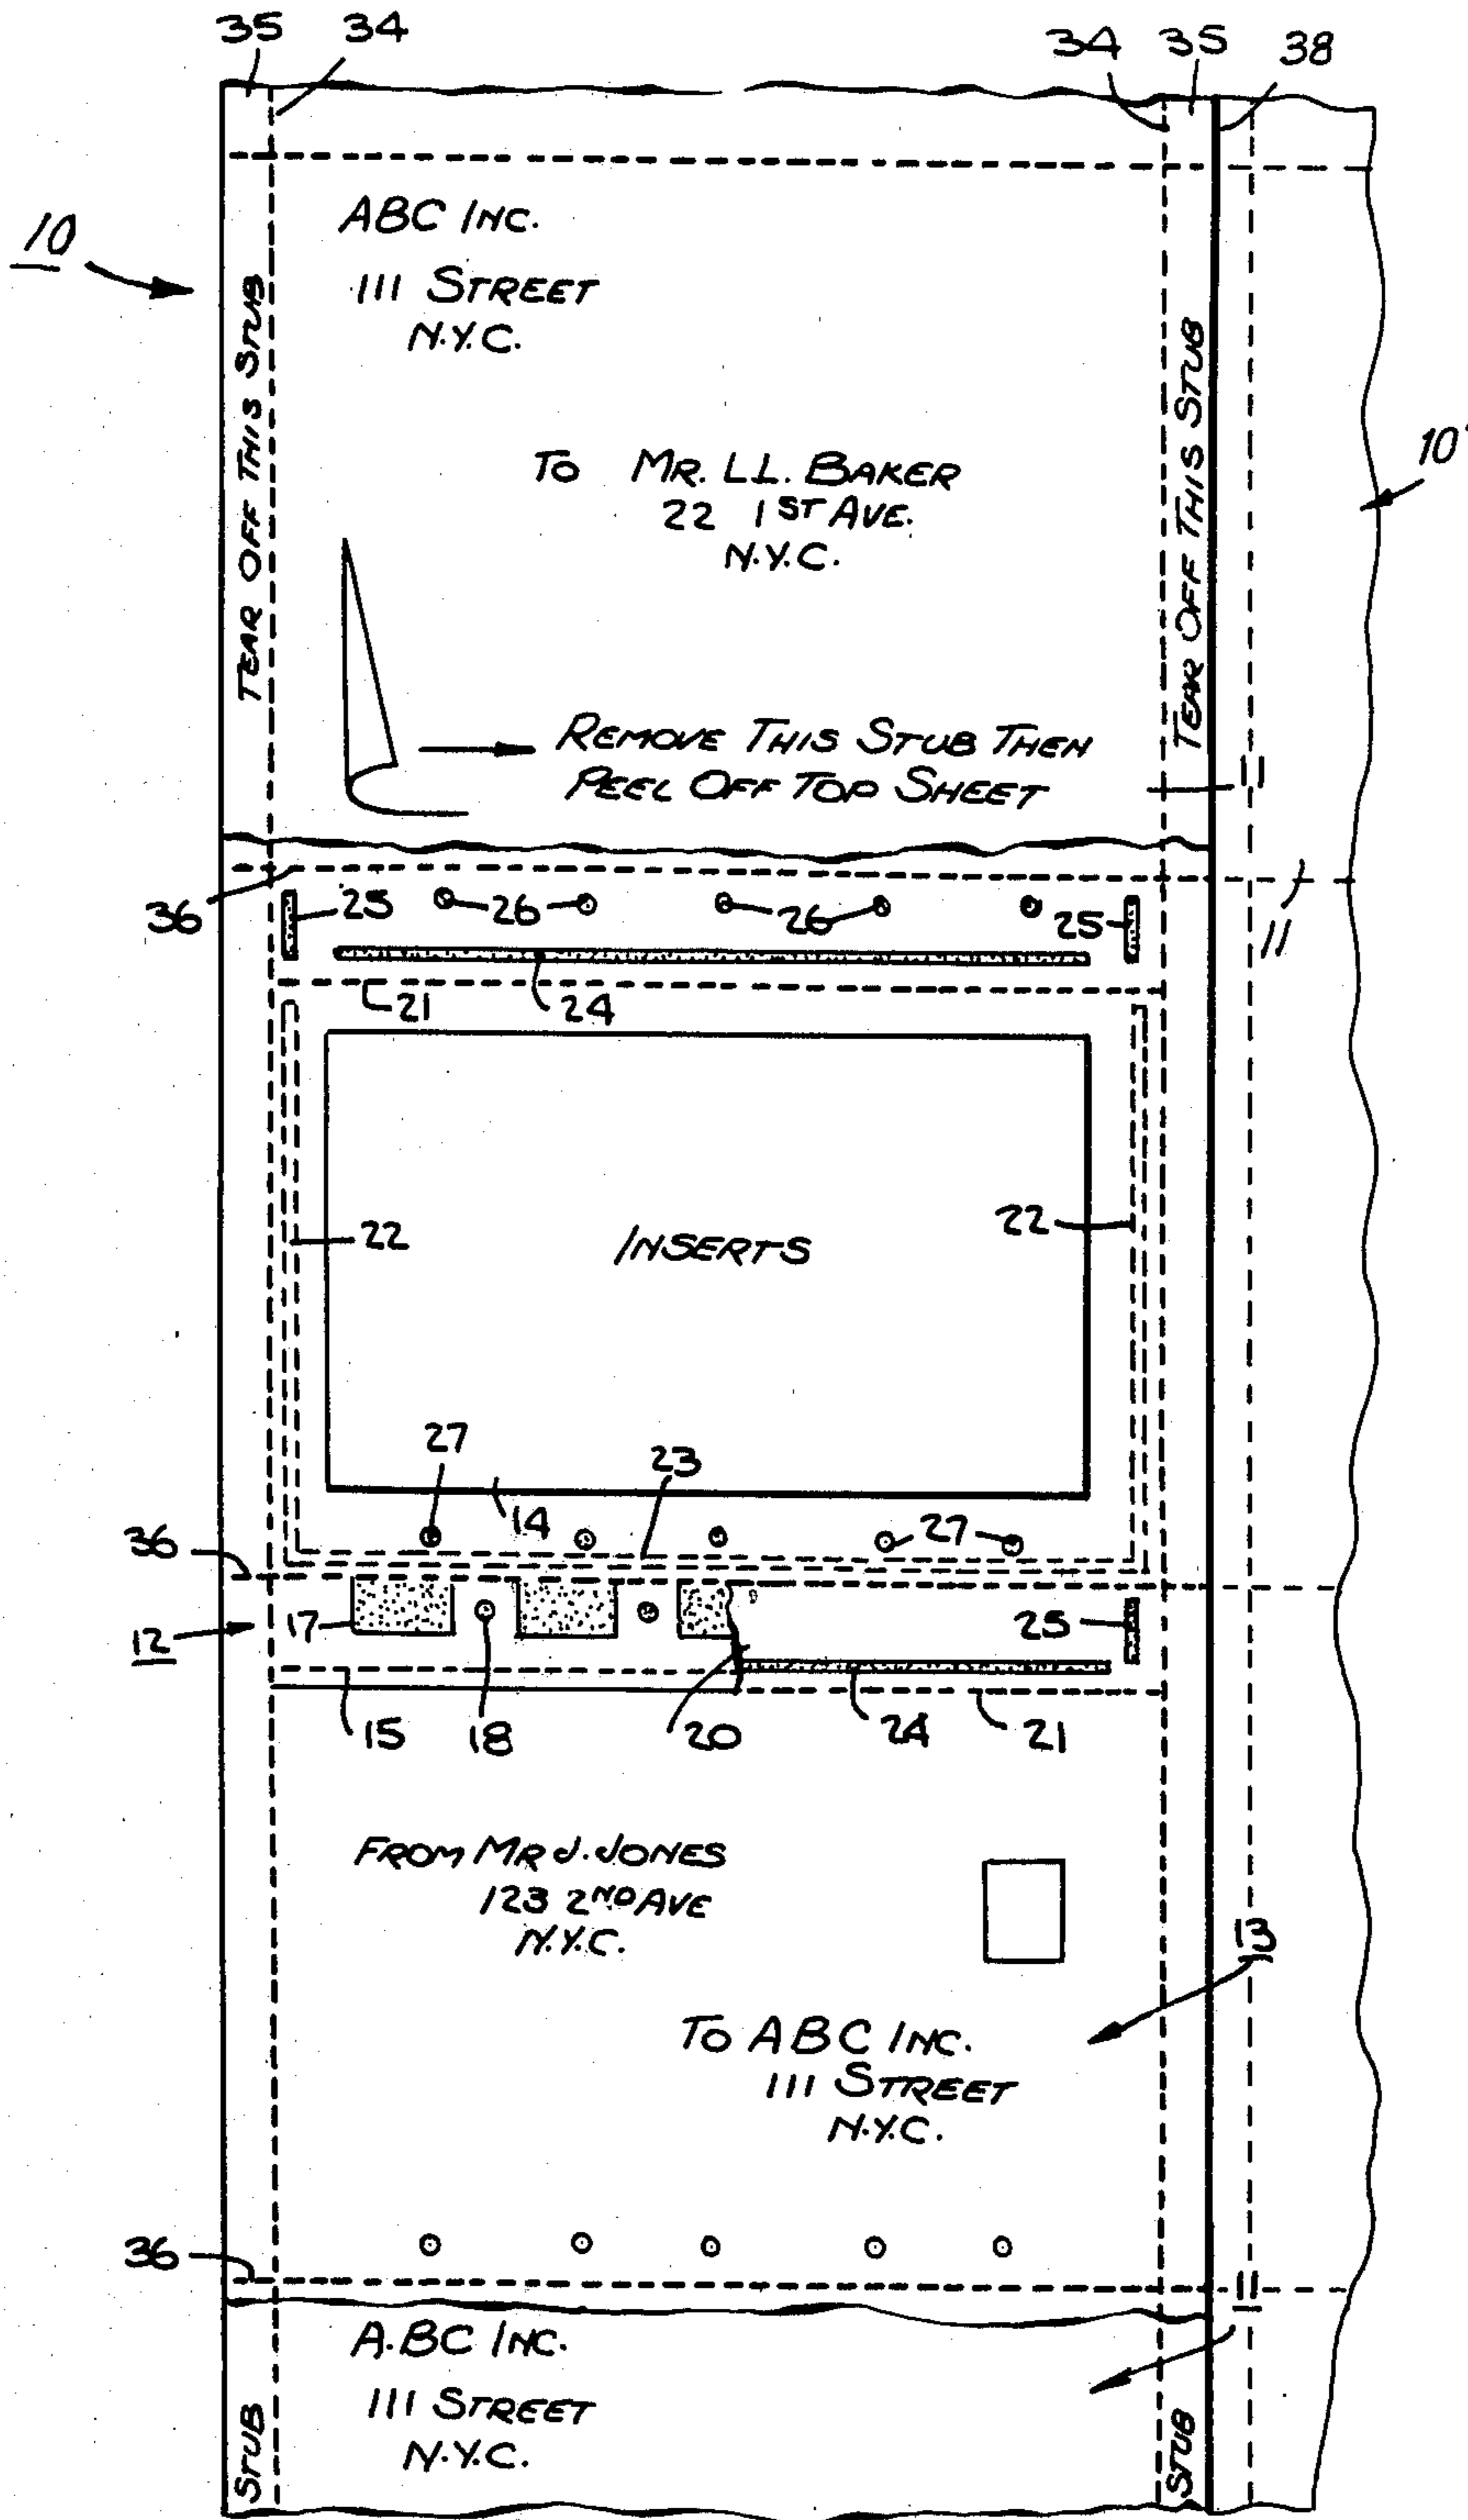 35 34 34 35 38
10
ABC INC.
111 STREET
N.Y.C.
TEAR OFF THIS STUB
TEAR OFF THIS STUB
10'
TO MR. LL. BAKER
22 1ST AVE.
N.Y.C.
REMOVE THIS STUB THEN
PEEL OFF TOP SHEET
11
36 25 26 26 25 11
21 24
22 INSERTS 22
27 23
14 27
36
12 17 25
15 18 20 24 21
FROM MR J. JONES
123 2ND AVE
N.Y.C.
13
TO ABC INC.
111 STREET
N.Y.C.
36
11
A.BC INC.
111 STREET
N.Y.C.
STUB
STUB